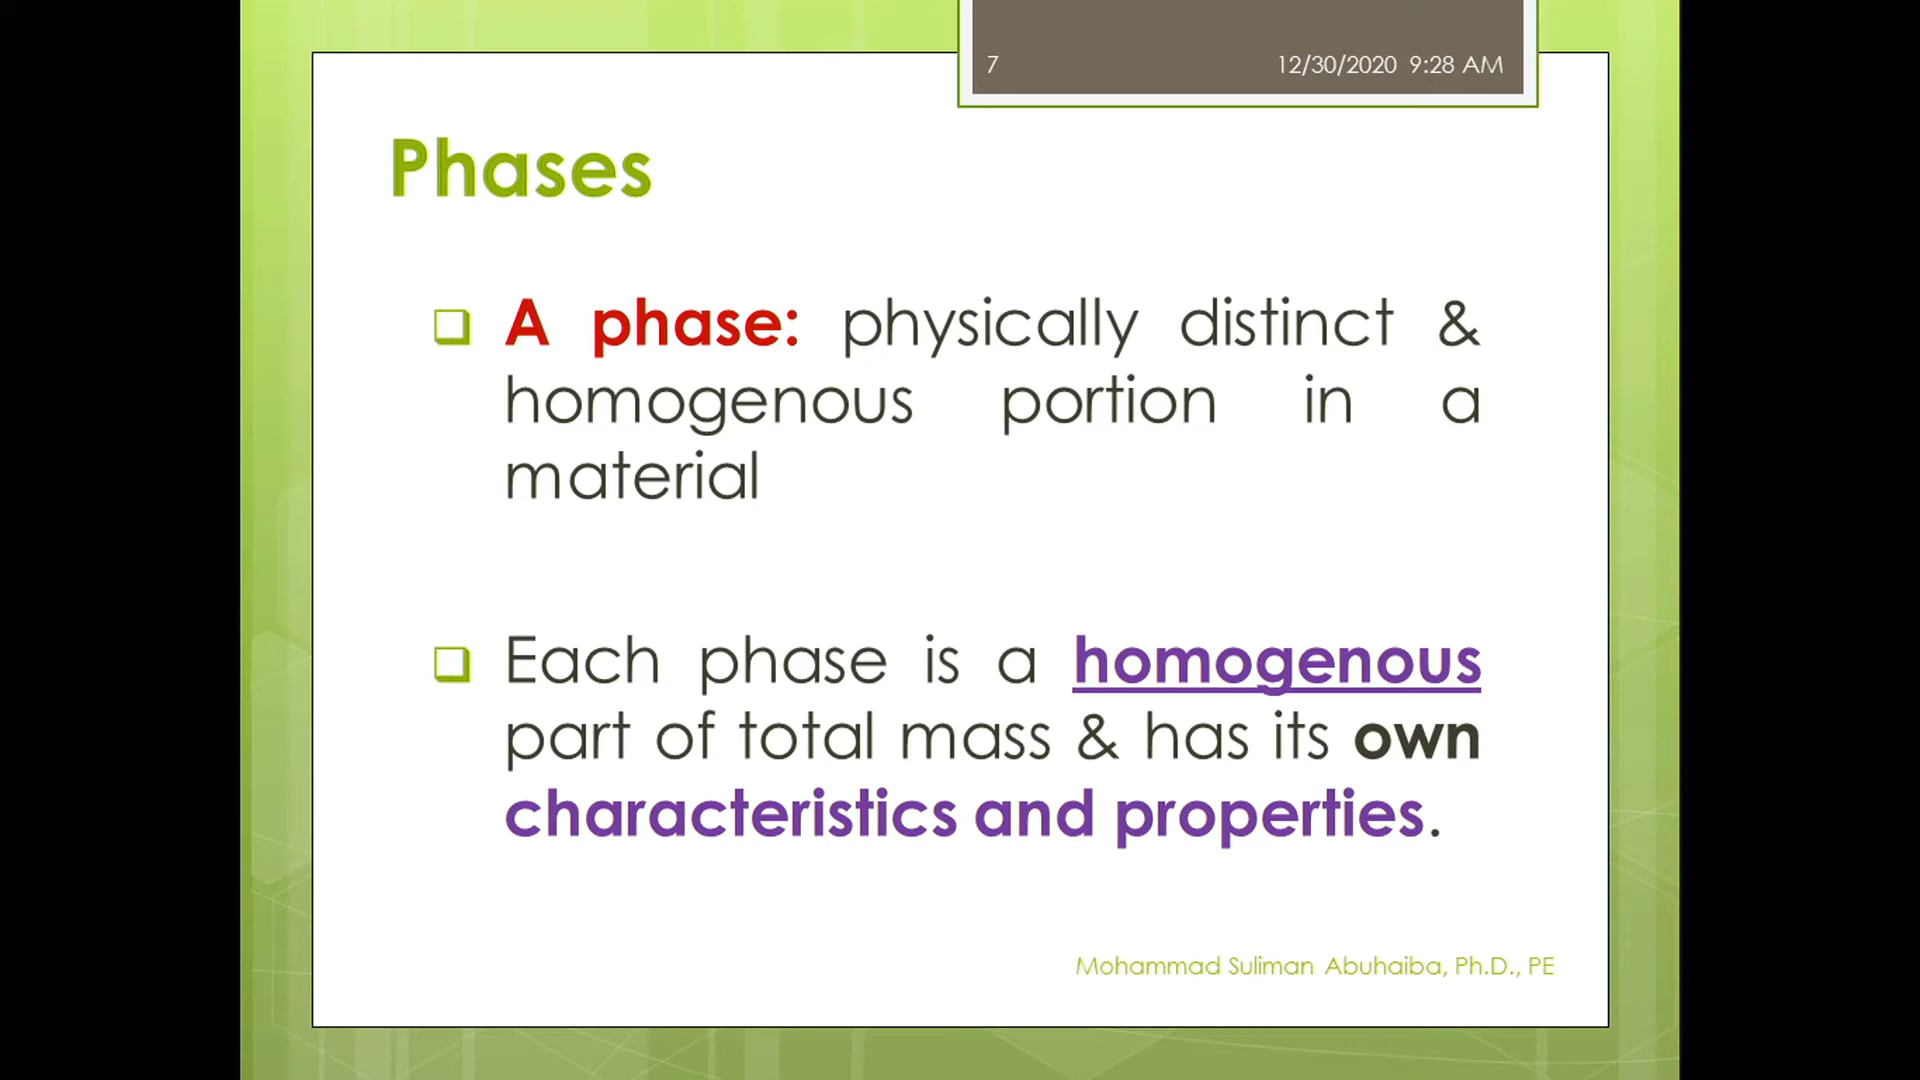 7 12/30/2020 9:28 AM
Phases
A phase: physically distinct &
homogenous portion in a
material
Each phase is a homogenous
part of total mass & has its own
characteristics and properties.
Mohammad Suliman Abuhaiba, Ph.D., PE